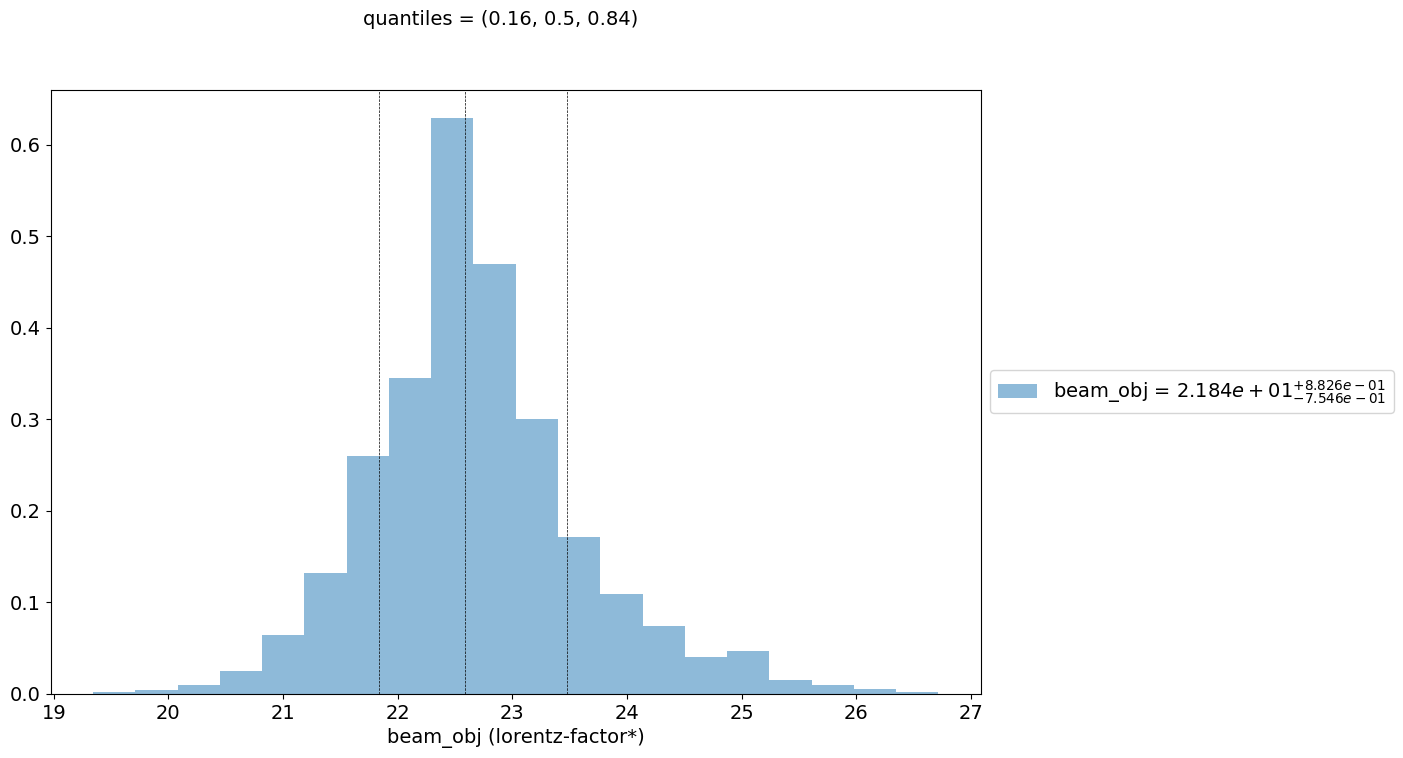 quantiles = (0.16, 0.5, 0.84)
0.6
0.5
0.4
0.3
0.2
0.1
0.0
19 20 21 22 23 24 25 26 27
beam_obj (lorentz-factor*)
beam_obj = 2.184e + 01 +8.826e − 01 −7.546e − 01